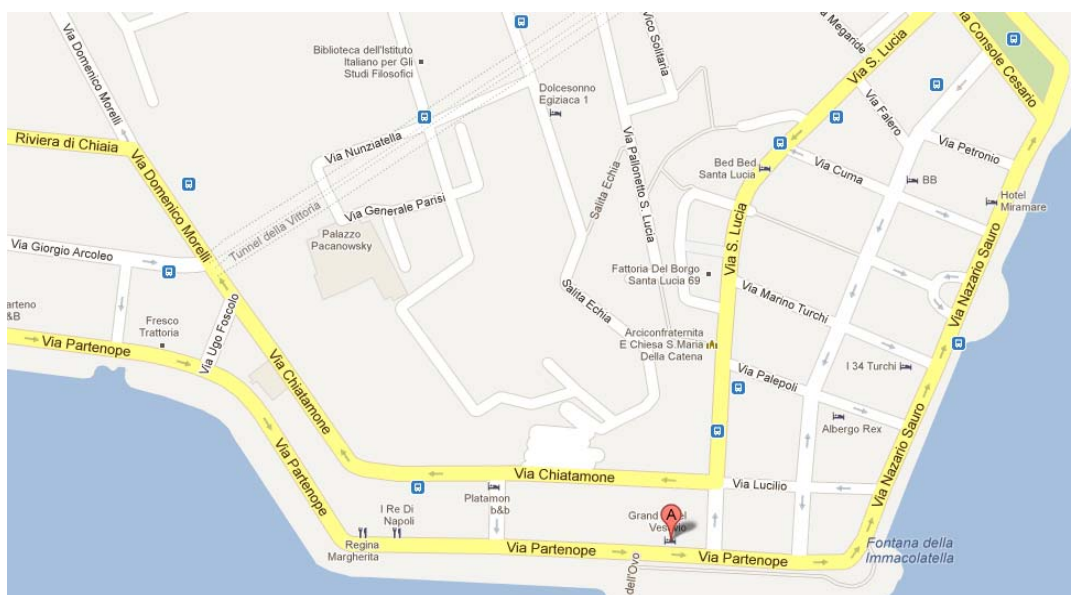 Via Domenico Morelli
Biblioteca dell'Istituto
Italiano per Gli
Studi Filosofici
Vico Solitaria
Via Megaride
Via S. Lucia
Via Console Cesario
Dolcesonno
Egiziaca 1
Riviera di Chiaia
Via Domenico Morelli
Via Nunziatella
Via Pallonetto S. Lucia
Via Falero
Via Petronio
Bed Bed
Santa Lucia
Via Cuma
BB
Hotel
Miramare
Salita Echia
Via Generale Parisi
Tunnel della Vittoria
Palazzo
Pacanowsky
Via S. Lucia
Via Giorgio Arcoleo
Fattoria Del Borgo
Santa Lucia 69
Via Marino Turchi
Via Nazario Sauro
Salita Echia
arteno
&B
Fresco
Trattoria
Via Ugo Foscolo
Via Partenope
Arciconfraternita
E Chiesa S.Maria
Della Catena
Via Palepoli
I 34 Turchi
Via Chiatamone
Albergo Rex
Via Nazario Sauro
Via Partenope
Via Chiatamone
Via Lucilio
Platamon
b&b
I Re Di
Napoli
Grand
A
Regina
Margherita
Via Partenope
Via Partenope
Fontana della
Immacolatella
dell'Ovo